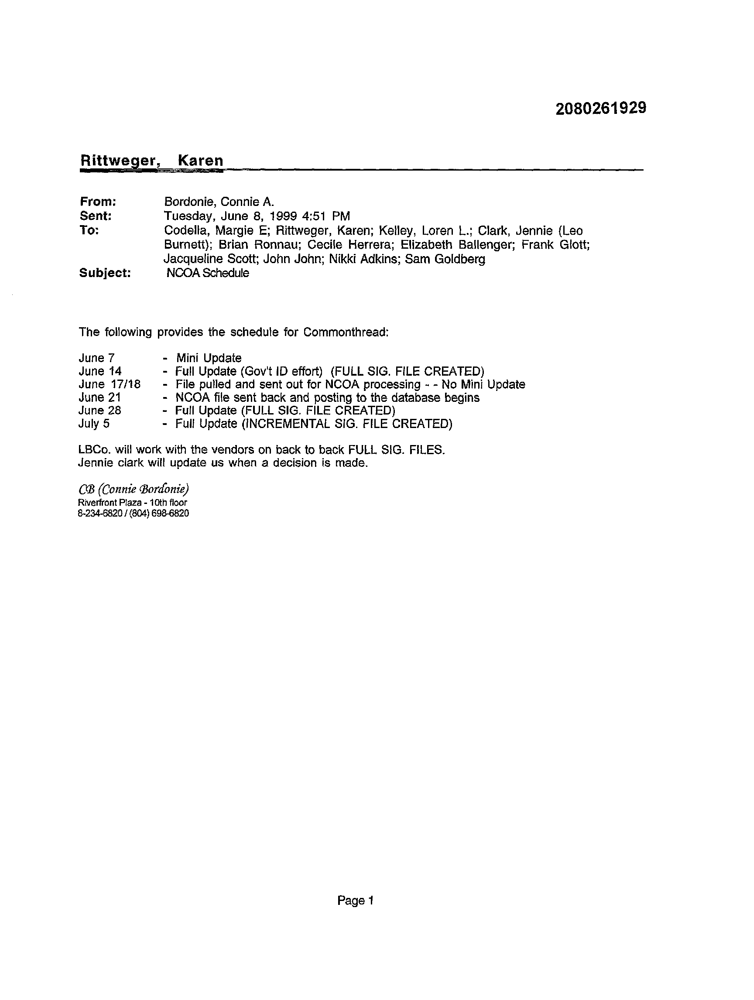 2080261929
Rittweger, Karen
From: Bordonie, Connie A.
Sent: Tuesday, June 8, 1999 4:51 PM
To: Codella, Margie E; Rittweger, Karen; Kelley, Loren L.; Clark, Jennie (Leo
Burnett); Brian Ronnau; Cecile Herrera; Elizabeth Ballenger; Frank Glott;
Jacqueline Scott; John John; Nikki Adkins; Sam Goldberg
Subject: NCOA Schedule
The following provides the schedule for Commonthread:
June 7 - Mini Update
June 14 - Full Update (Gov't ID effort) (FULL SIG. FILE CREATED)
June 17/18 - File pulled and sent out for NCOA processing - - No Mini Update
June 21 - NCOA file sent back and posting to the database begins
June 28 - Full Update (FULL SIG. FILE CREATED)
July 5 - Full Update (INCREMENTAL SIG. FILE CREATED)
LBCo. will work with the vendors on back to back FULL SIG. FILES.
Jennie clark will update us when a decision is made.
CB (Connie Bordonie)
Riverfront Plaza - 10th floor
8-234-6820 / (804) 698-6820
Page 1